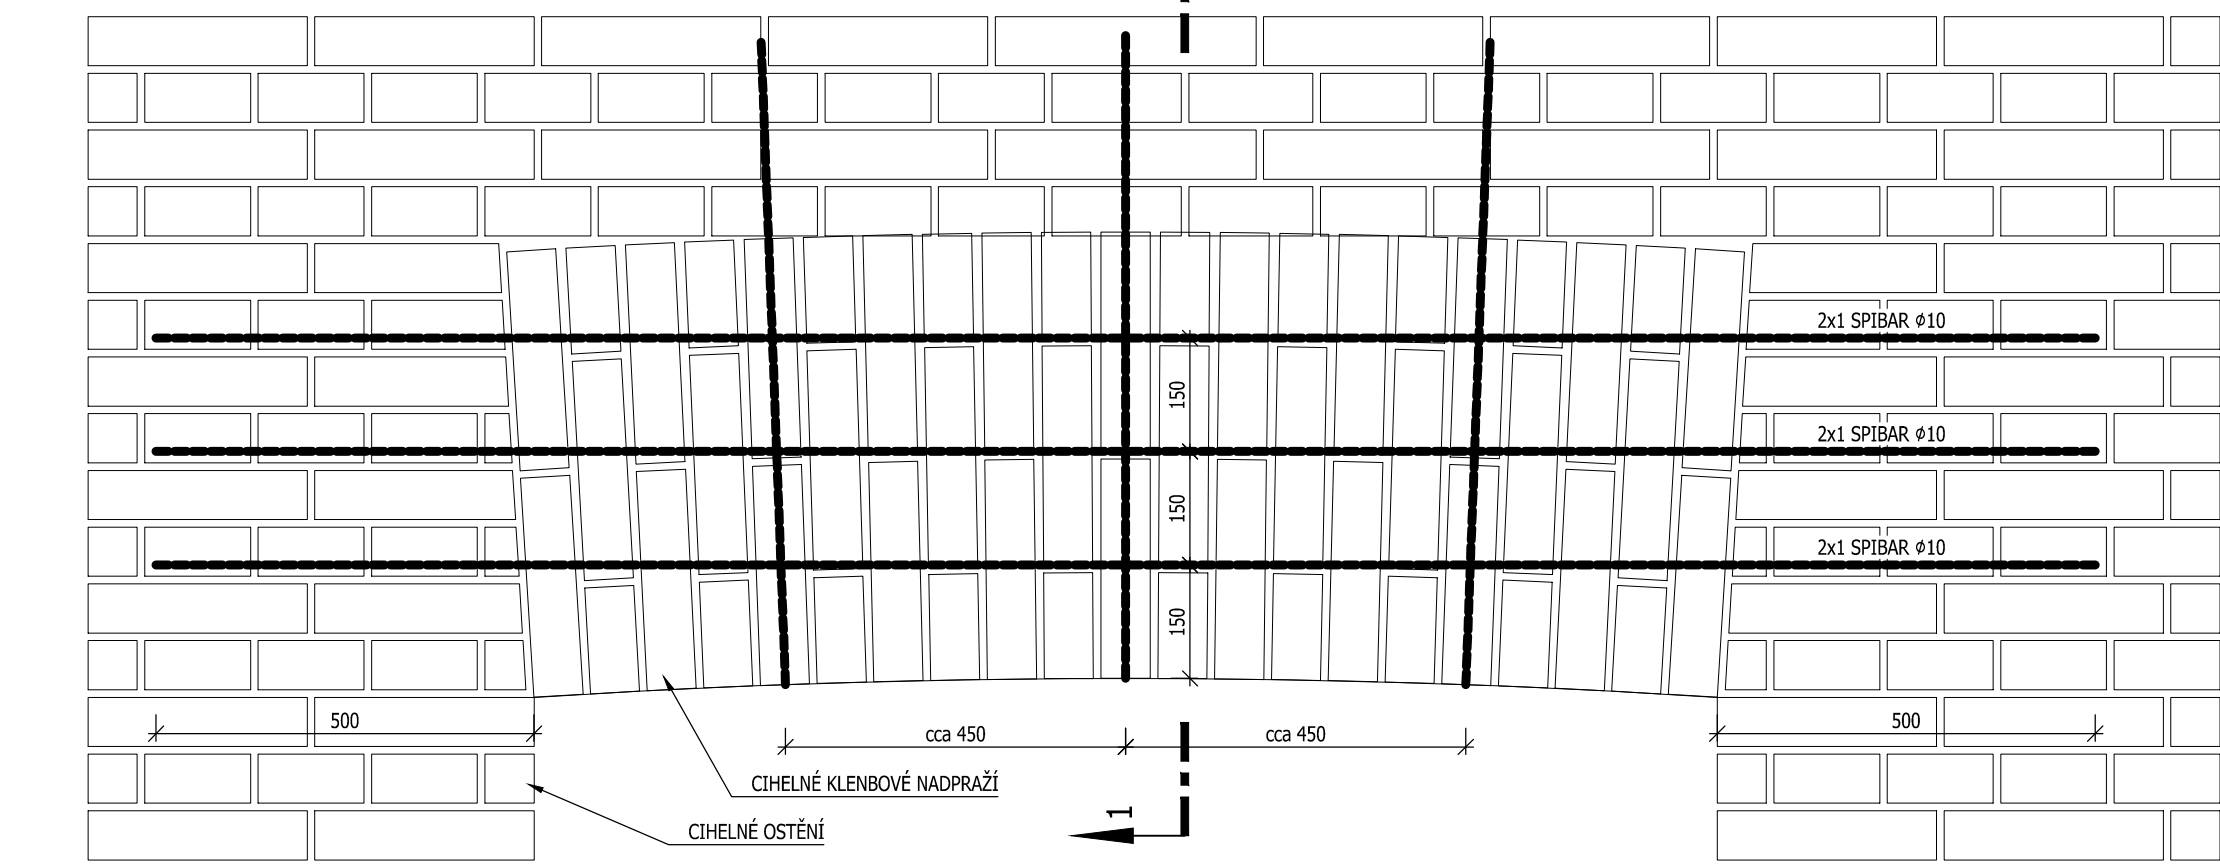 2x1 SPIBAR ϕ10
150
2x1 SPIBAR ϕ10
150
2x1 SPIBAR ϕ10
150
500
cca 450
cca 450
500
CIHELNÉ KLENBOVÉ NADPRAŽÍ
1
CIHELNÉ OSTĚNÍ